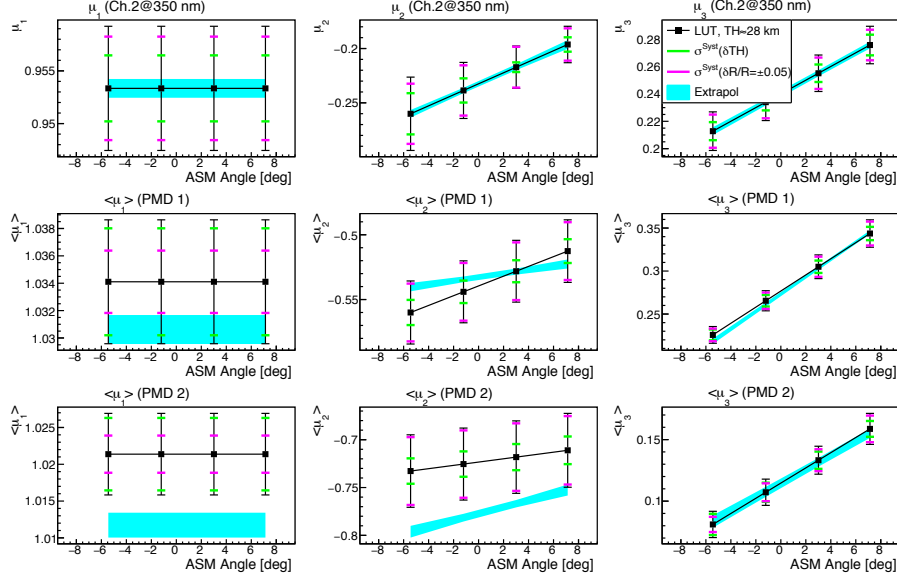 μ₁ (Ch.2@350 nm)
μ₁
0.955
0.95
−8 −6 −4 −2 0 2 4 6 8
ASM Angle [deg]
μ₂ (Ch.2@350 nm)
μ₂
−0.2
−0.25
−8 −6 −4 −2 0 2 4 6 8
ASM Angle [deg]
μ₃ (Ch.2@350 nm)
μ₃
0.28
0.26
0.24
0.22
0.2
LUT, TH=28 km
σ^Syst(δTH)
σ^Syst(δR/R=±0.05)
Extrapol
−8 −6 −4 −2 0 2 4 6 8
ASM Angle [deg]
<μ₁> (PMD 1)
<μ₁>
1.038
1.036
1.034
1.032
1.03
−8 −6 −4 −2 0 2 4 6 8
ASM Angle [deg]
<μ₂> (PMD 1)
<μ₂>
−0.5
−0.55
−8 −6 −4 −2 0 2 4 6 8
ASM Angle [deg]
<μ₃> (PMD 1)
<μ₃>
0.35
0.3
0.25
−8 −6 −4 −2 0 2 4 6 8
ASM Angle [deg]
<μ₁> (PMD 2)
<μ₁>
1.025
1.02
1.015
1.01
−8 −6 −4 −2 0 2 4 6 8
ASM Angle [deg]
<μ₂> (PMD 2)
<μ₂>
−0.7
−0.75
−0.8
−8 −6 −4 −2 0 2 4 6 8
ASM Angle [deg]
<μ₃> (PMD 2)
<μ₃>
0.15
0.1
−8 −6 −4 −2 0 2 4 6 8
ASM Angle [deg]